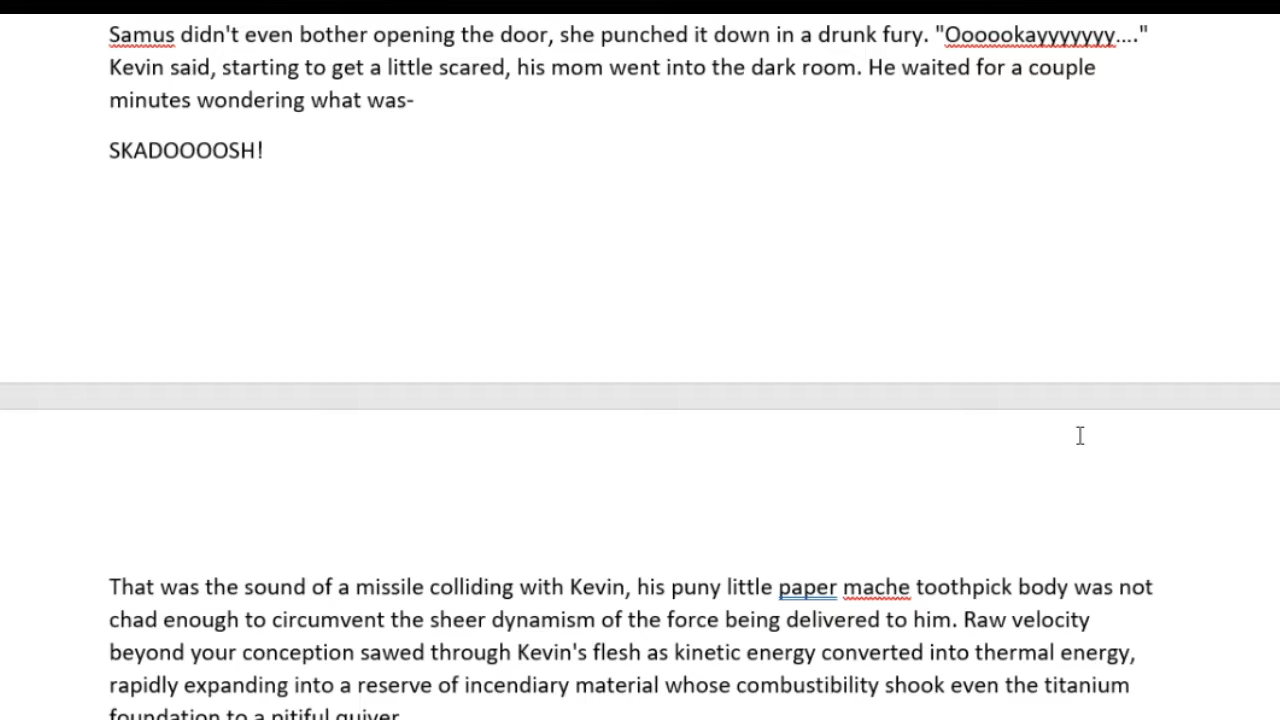 Samus didn't even bother opening the door, she punched it down in a drunk fury. "Ooookayyyyyyy...."
Kevin said, starting to get a little scared, his mom went into the dark room. He waited for a couple
minutes wondering what was-
SKADOOOOSH!
That was the sound of a missile colliding with Kevin, his puny little paper mache toothpick body was not
chad enough to circumvent the sheer dynamism of the force being delivered to him. Raw velocity
beyond your conception sawed through Kevin's flesh as kinetic energy converted into thermal energy,
rapidly expanding into a reserve of incendiary material whose combustibility shook even the titanium
foundation to a pitiful quiver.